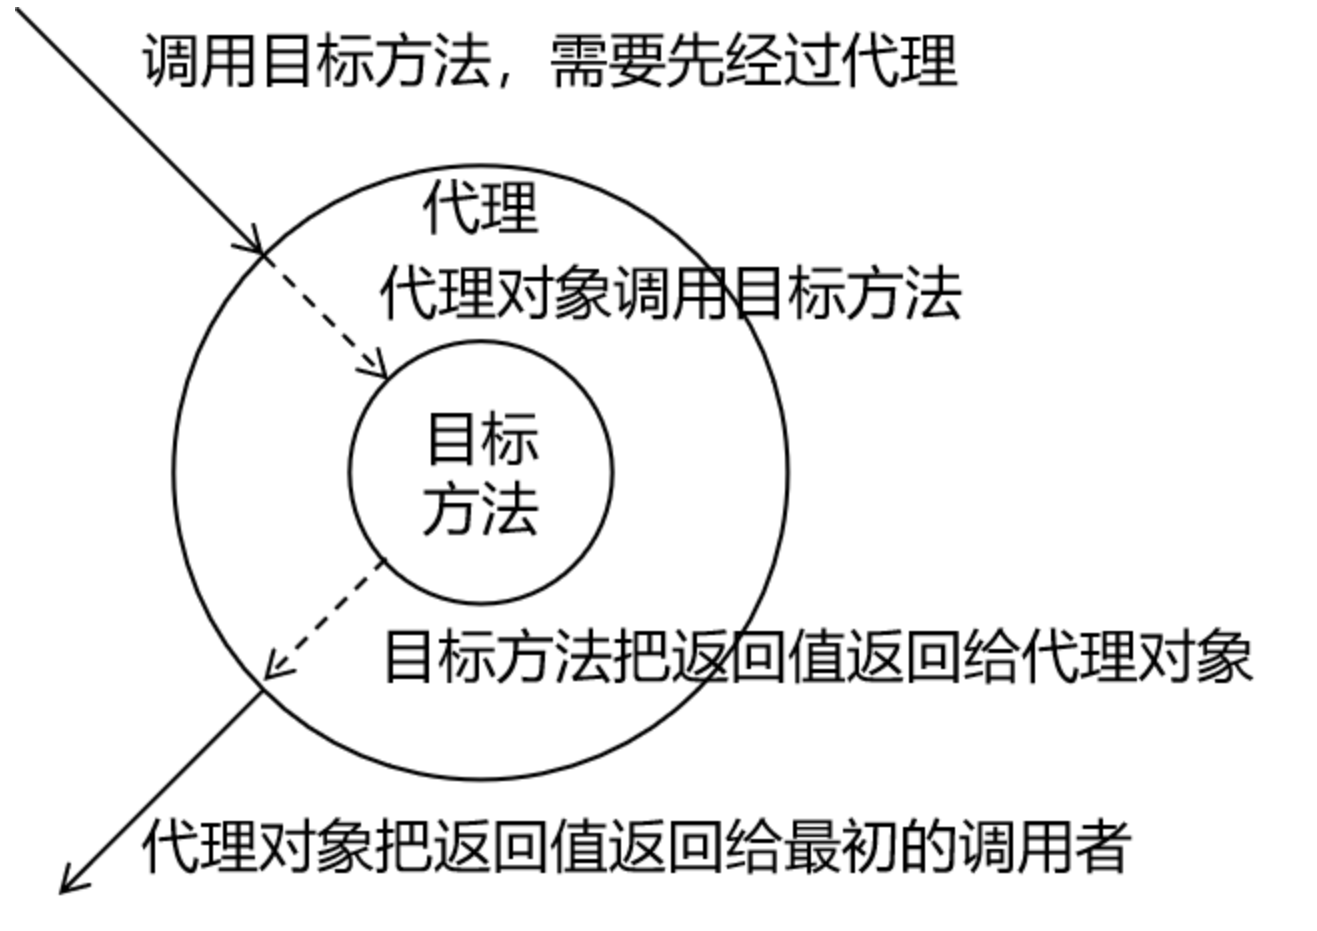 调用目标方法，需要先经过代理
代理
代理对象调用目标方法
目标
方法
目标方法把返回值返回给代理对象
代理对象把返回值返回给最初的调用者